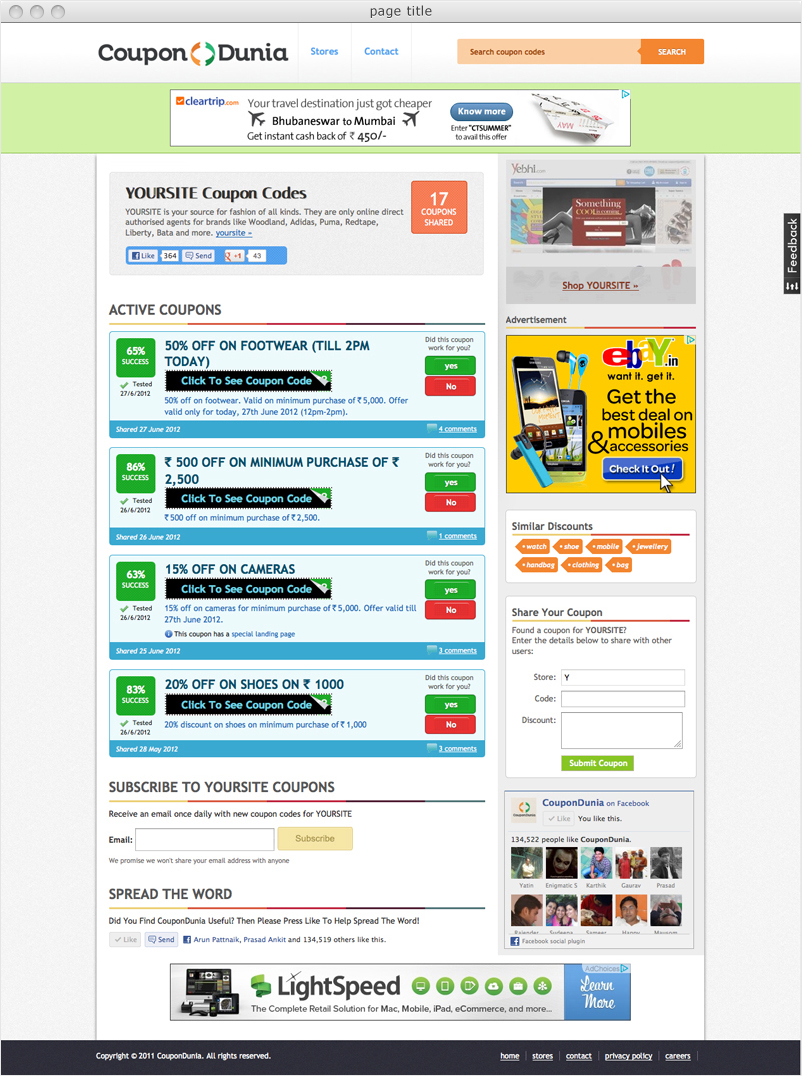 page title
Coupon Dunia
Stores
Contact
Search coupon codes
SEARCH
cleartrip.com
Your travel destination just got cheaper
Bhubaneswar to Mumbai
Get instant cash back of ₹ 450/-
Know more
Enter "CTSUMMER"
to avail this offer
MAY
Feedback
YOURSITE Coupon Codes
YOURSITE is your source for fashion of all kinds. They are only online direct
authorised agents for brands like Woodland, Adidas, Puma, Redtape,
Liberty, Bata and more. yoursite »
Like 364 Send +1 43
17
COUPONS
SHARED
ACTIVE COUPONS
65%
SUCCESS
Tested
27/6/2012
50% OFF ON FOOTWEAR (TILL 2PM
TODAY)
Click To See Coupon Code
50% off on footwear. Valid on minimum purchase of ₹ 5,000. Offer
valid only for today, 27th June 2012 (12pm-2pm).
Did this coupon
work for you?
yes
No
Shared 27 June 2012
4 comments
86%
SUCCESS
Tested
26/6/2012
₹ 500 OFF ON MINIMUM PURCHASE OF ₹
2,500
Click To See Coupon Code
₹ 500 off on minimum purchase of ₹ 2,500.
Did this coupon
work for you?
yes
No
Shared 26 June 2012
1 comments
63%
SUCCESS
Tested
26/6/2012
15% OFF ON CAMERAS
Click To See Coupon Code
15% off on cameras for minimum purchase of ₹ 5,000. Offer valid till
27th June 2012.
This coupon has a special landing page
Did this coupon
work for you?
yes
No
Shared 25 June 2012
3 comments
83%
SUCCESS
Tested
26/6/2012
20% OFF ON SHOES ON ₹ 1000
Click To See Coupon Code
20% discount on shoes on minimum purchase of ₹ 1,000
Did this coupon
work for you?
yes
No
Shared 28 May 2012
3 comments
SUBSCRIBE TO YOURSITE COUPONS
Receive an email once daily with new coupon codes for YOURSITE
Email:
Subscribe
We promise we won't share your email address with anyone
SPREAD THE WORD
Did You Find CouponDunia Useful? Then Please Press Like To Help Spread The Word!
Like Send Arun Pattnaik, Prasad Ankit and 134,519 others like this.
Yebhi.com
Something
COOL is coming
Shop YOURSITE »
Advertisement
ebay.in
want it. get it.
Get the
best deal on
mobiles
& accessories
Check It Out!
Similar Discounts
watch shoe mobile jewellery
handbag clothing bag
Share Your Coupon
Found a coupon for YOURSITE?
Enter the details below to share with other
users:
Store: Y
Code:
Discount:
Submit Coupon
CouponDunia on Facebook
Like You like this.
134,522 people like CouponDunia.
Yatin Enigmatic S Karthik Gaurav Prasad
Rajender Sudeepa Sameer Happy Mausom
Facebook social plugin
LightSpeed
The Complete Retail Solution for Mac, Mobile, iPad, eCommerce, and more...
AdChoices
Learn
More
Copyright © 2011 CouponDunia. All rights reserved.
home stores contact privacy policy careers